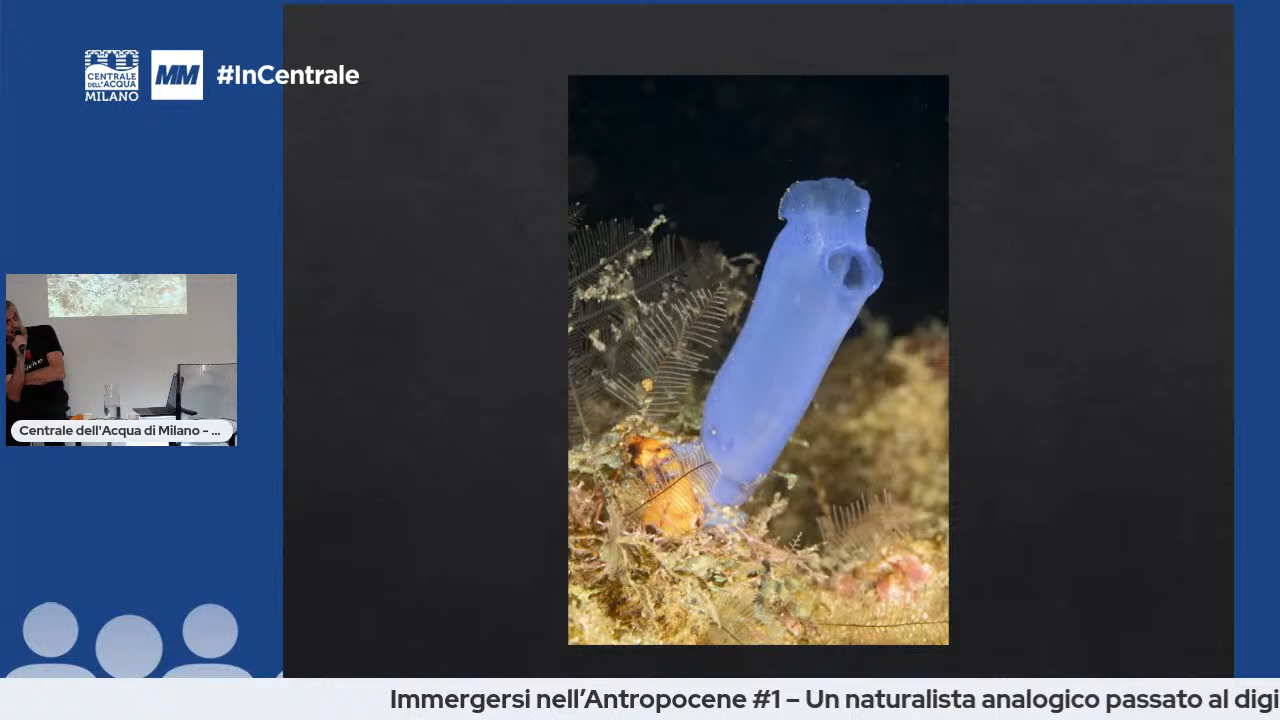 CENTRALE
DELL'ACQUA
MILANO
MM
#InCentrale
Centrale dell'Acqua di Milano - ...
Immergersi nell'Antropocene #1 – Un naturalista analogico passato al digi